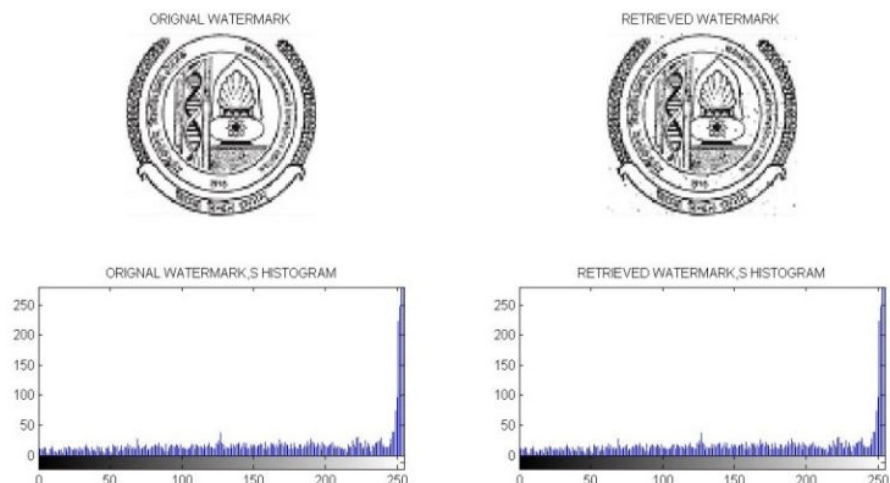 ORIGNAL WATERMARK
RETRIEVED WATERMARK
ORIGNAL WATERMARK,S HISTOGRAM
RETRIEVED WATERMARK,S HISTOGRAM
250
200
150
100
50
0
0 50 100 150 200 250
250
200
150
100
50
0
0 50 100 150 200 250